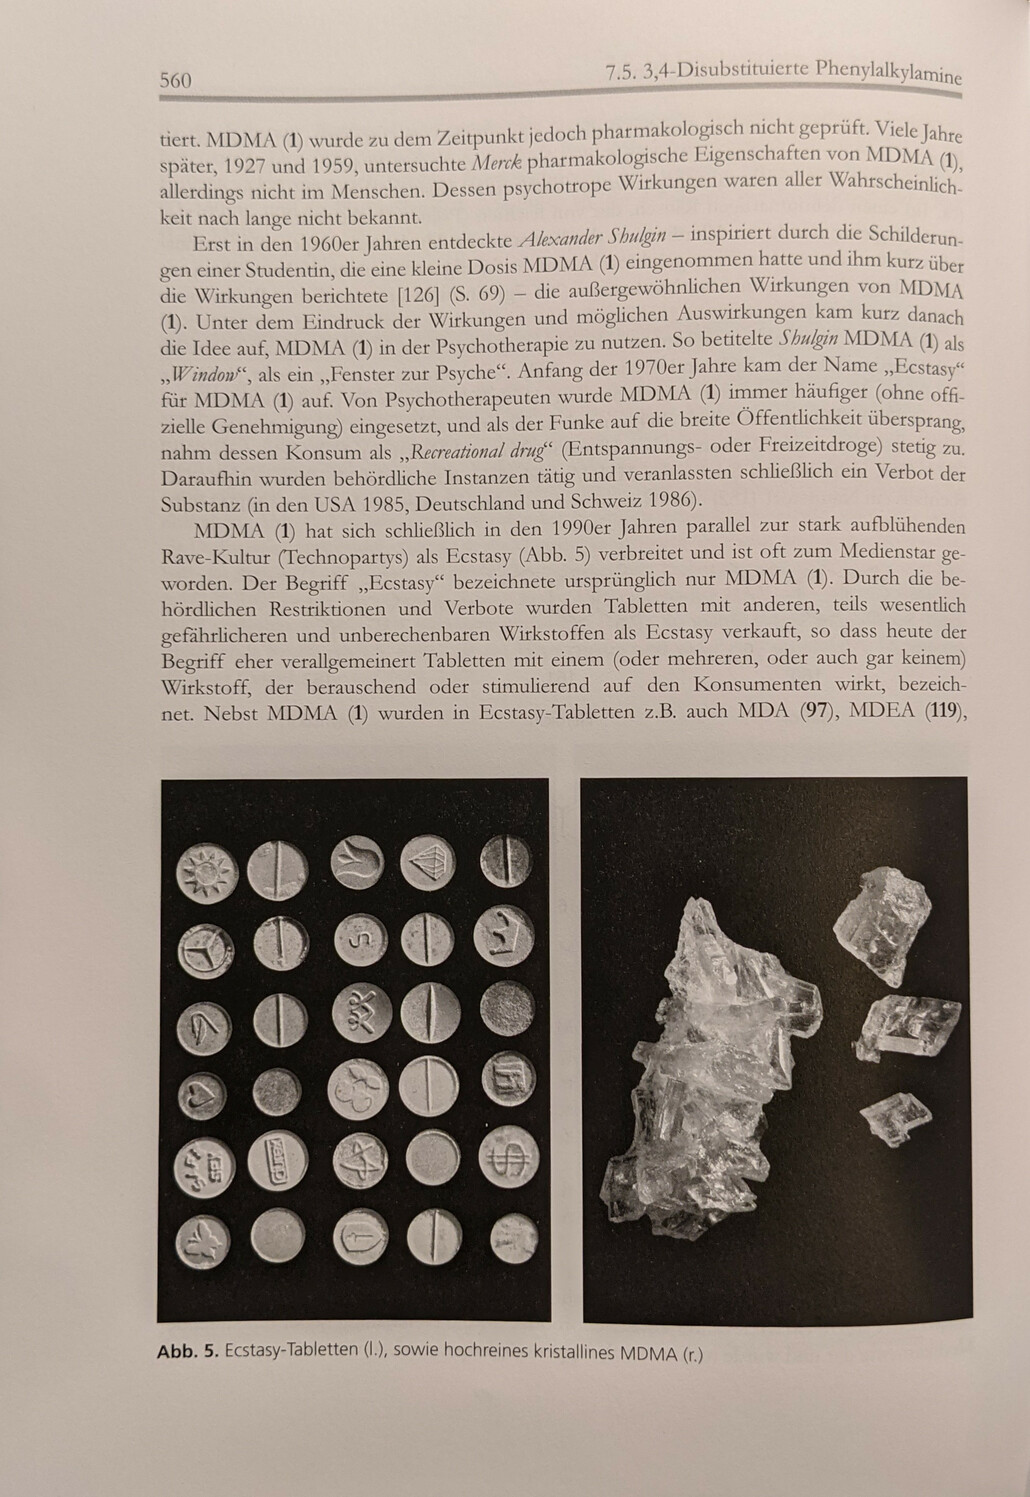 560
7.5. 3,4-Disubstituierte Phenylalkylamine
tiert. MDMA (1) wurde zu dem Zeitpunkt jedoch pharmakologisch nicht geprüft. Viele Jahre
später, 1927 und 1959, untersuchte Merck pharmakologische Eigenschaften von MDMA (1),
allerdings nicht im Menschen. Dessen psychotrope Wirkungen waren aller Wahrscheinlich-
keit nach lange nicht bekannt.
Erst in den 1960er Jahren entdeckte Alexander Shulgin – inspiriert durch die Schilderun-
gen einer Studentin, die eine kleine Dosis MDMA (1) eingenommen hatte und ihm kurz über
die Wirkungen berichtete [126] (S. 69) – die außergewöhnlichen Wirkungen von MDMA
(1). Unter dem Eindruck der Wirkungen und möglichen Auswirkungen kam kurz danach
die Idee auf, MDMA (1) in der Psychotherapie zu nutzen. So betitelte Shulgin MDMA (1) als
„Window“, als ein „Fenster zur Psyche“. Anfang der 1970er Jahre kam der Name „Ecstasy“
für MDMA (1) auf. Von Psychotherapeuten wurde MDMA (1) immer häufiger (ohne offi-
zielle Genehmigung) eingesetzt, und als der Funke auf die breite Öffentlichkeit übersprang,
nahm dessen Konsum als „Recreational drug“ (Entspannungs- oder Freizeitdroge) stetig zu.
Daraufhin wurden behördliche Instanzen tätig und veranlassten schließlich ein Verbot der
Substanz (in den USA 1985, Deutschland und Schweiz 1986).
MDMA (1) hat sich schließlich in den 1990er Jahren parallel zur stark aufblühenden
Rave-Kultur (Technopartys) als Ecstasy (Abb. 5) verbreitet und ist oft zum Medienstar ge-
worden. Der Begriff „Ecstasy“ bezeichnete ursprünglich nur MDMA (1). Durch die be-
hördlichen Restriktionen und Verbote wurden Tabletten mit anderen, teils wesentlich
gefährlicheren und unberechenbaren Wirkstoffen als Ecstasy verkauft, so dass heute der
Begriff eher verallgemeinert Tabletten mit einem (oder mehreren, oder auch gar keinem)
Wirkstoff, der berauschend oder stimulierend auf den Konsumenten wirkt, bezeich-
net. Nebst MDMA (1) wurden in Ecstasy-Tabletten z.B. auch MDA (97), MDEA (119),
S
$
Abb. 5. Ecstasy-Tabletten (l.), sowie hochreines kristallines MDMA (r.)